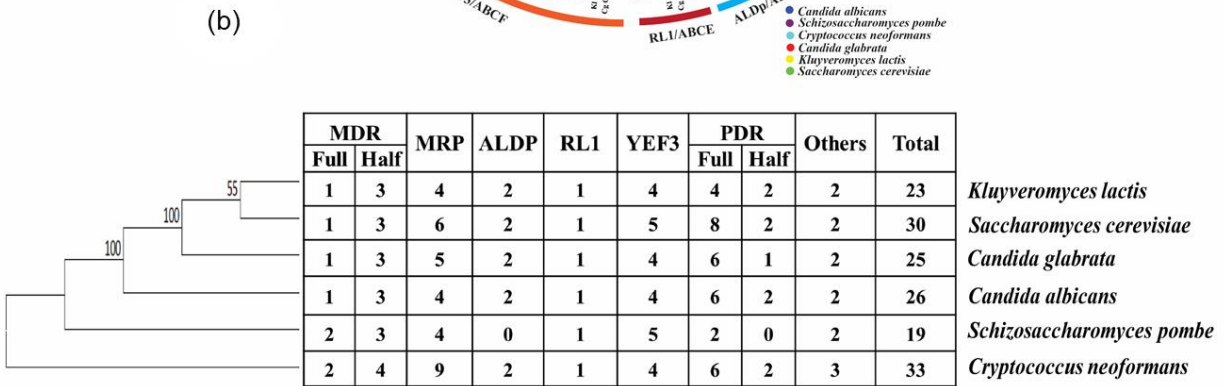 (b)
RL1/ABCE
Candida albicans
Schizosaccharomyces pombe
Cryptococcus neoformans
Candida glabrata
Kluyveromyces lactis
Saccharomyces cerevisiae
MDR MRP ALDP RL1 YEF3 PDR Others Total
Full Half Full Half
55 1 3 4 2 1 4 4 2 2 23 Kluyveromyces lactis
100 1 3 6 2 1 5 8 2 2 30 Saccharomyces cerevisiae
100 1 3 5 2 1 4 6 1 2 25 Candida glabrata
1 3 4 2 1 4 6 2 2 26 Candida albicans
2 3 4 0 1 5 2 0 2 19 Schizosaccharomyces pombe
2 4 9 2 1 4 6 2 3 33 Cryptococcus neoformans